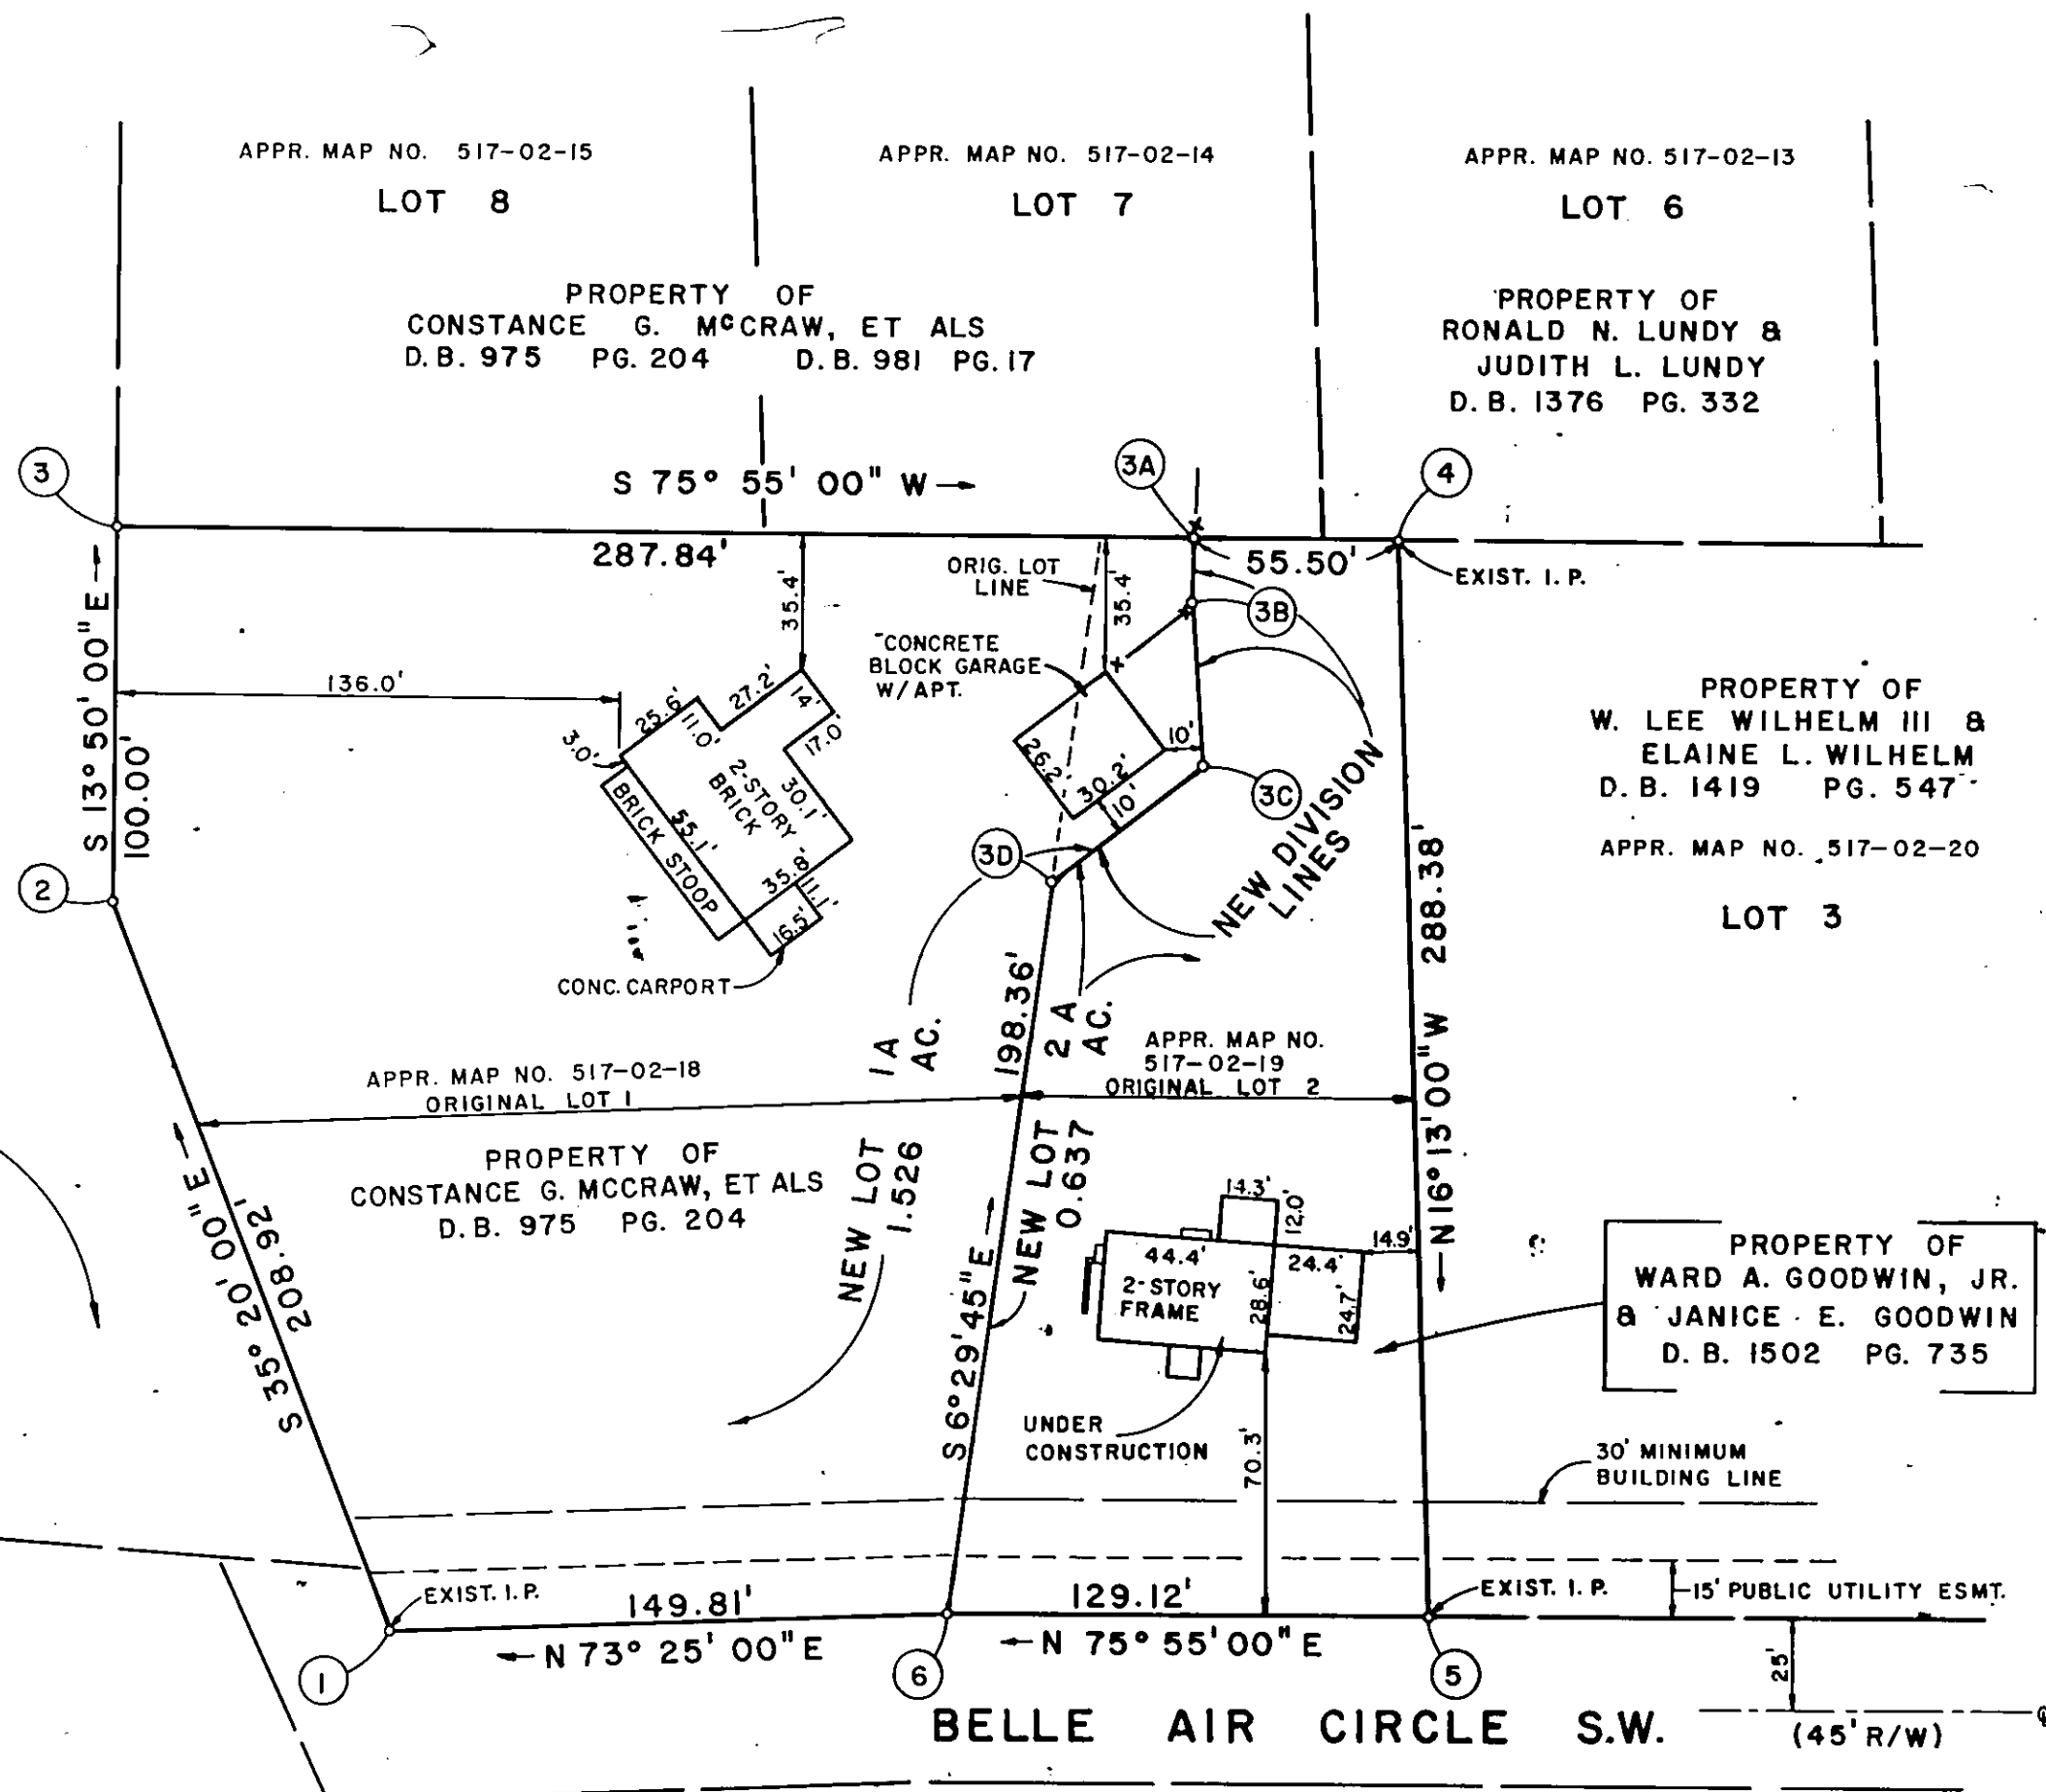 APPR. MAP NO. 517-02-15
LOT 8
APPR. MAP NO. 517-02-14
LOT 7
APPR. MAP NO. 517-02-13
LOT 6
PROPERTY OF
CONSTANCE G. McCRAW, ET ALS
D.B. 975 PG. 204 D.B. 981 PG. 17
PROPERTY OF
RONALD N. LUNDY &
JUDITH L. LUNDY
D.B. 1376 PG. 332
3
S 75° 55' 00" W
3A
4
287.84'
ORIG. LOT
LINE
55.50'
EXIST. I.P.
35.4'
35.4'
3B
S 13° 50' 00" E
100.00'
136.0'
CONCRETE
BLOCK GARAGE
W/APT.
25.6'
11.0'
27.2'
14'
17.0'
3.0'
2-STORY
BRICK
30.1'
55.1'
BRICK STOOP
35.8'
11.1'
16.5'
CONC. CARPORT
26.2'
30.2'
10'
10'
3C
3D
NEW DIVISION
LINES
PROPERTY OF
W. LEE WILHELM III &
ELAINE L. WILHELM
D.B. 1419 PG. 547
APPR. MAP NO. 517-02-20
LOT 3
288.38'
N 16° 13' 00" W
2
198.36'
S 6° 29' 45" E
APPR. MAP NO. 517-02-18
ORIGINAL LOT 1
APPR. MAP NO.
517-02-19
ORIGINAL LOT 2
PROPERTY OF
CONSTANCE G. MCCRAW, ET ALS
D.B. 975 PG. 204
NEW LOT 1A
1.526 AC.
NEW LOT 2A
0.637 AC.
S 35° 20' 00" E
208.92'
14.3'
12.0'
14.9'
44.4'
24.4'
2-STORY
FRAME
28.6'
24.7'
PROPERTY OF
WARD A. GOODWIN, JR.
& JANICE E. GOODWIN
D.B. 1502 PG. 735
UNDER
CONSTRUCTION
70.3'
30' MINIMUM
BUILDING LINE
EXIST. I.P.
149.81'
129.12'
EXIST. I.P.
15' PUBLIC UTILITY ESMT.
N 73° 25' 00" E
N 75° 55' 00" E
1
6
5
25'
BELLE AIR CIRCLE S.W.
(45' R/W)